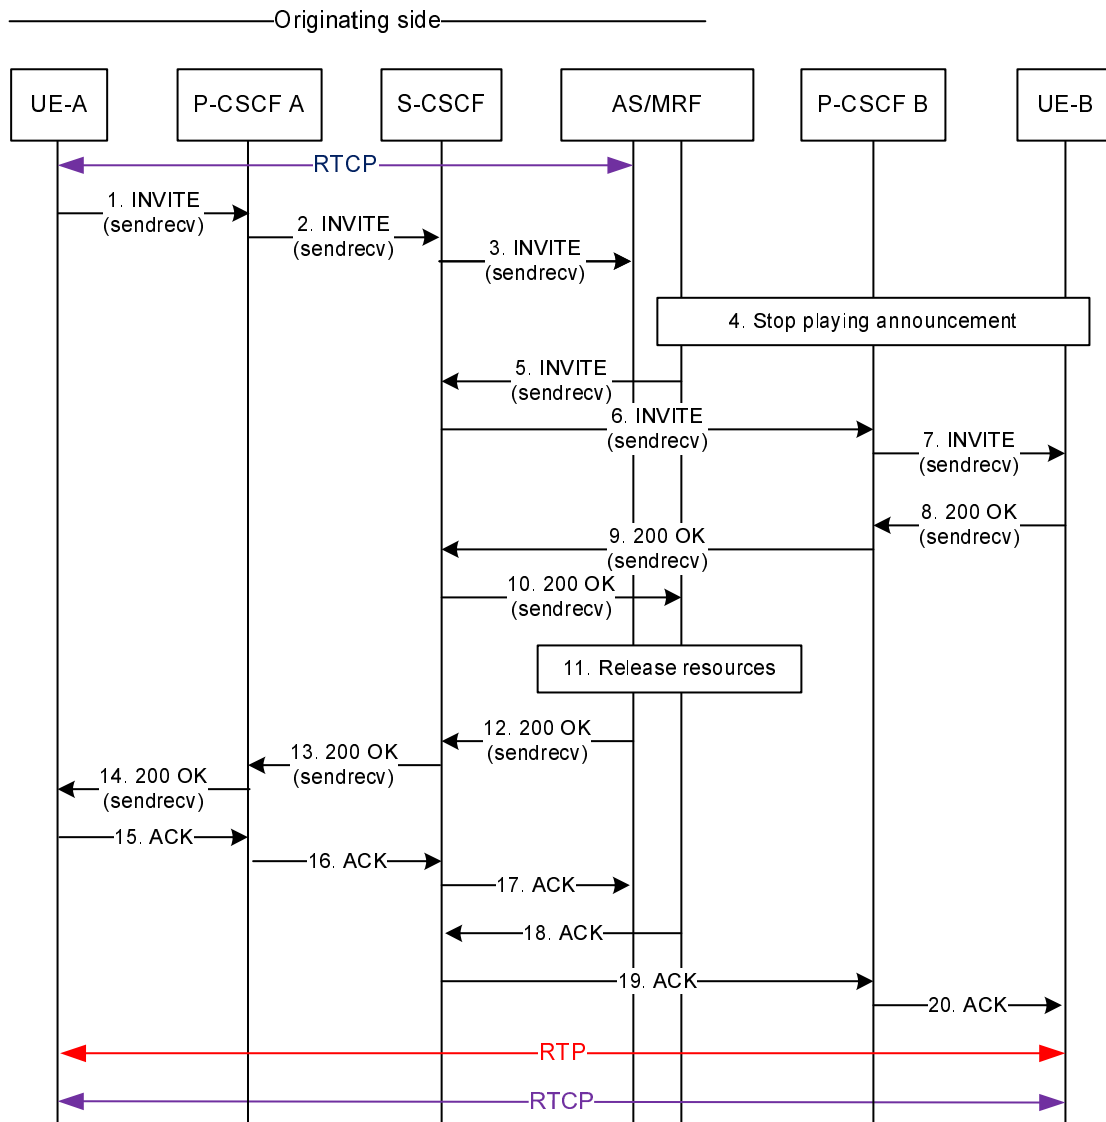 Originating side
UE-A
P-CSCF A
S-CSCF
AS/MRF
P-CSCF B
UE-B
RTCP
1. INVITE
(sendrecv)
2. INVITE
(sendrecv)
3. INVITE
(sendrecv)
4. Stop playing announcement
5. INVITE
(sendrecv)
6. INVITE
(sendrecv)
7. INVITE
(sendrecv)
8. 200 OK
(sendrecv)
9. 200 OK
(sendrecv)
10. 200 OK
(sendrecv)
11. Release resources
12. 200 OK
(sendrecv)
13. 200 OK
(sendrecv)
14. 200 OK
(sendrecv)
15. ACK
16. ACK
17. ACK
18. ACK
19. ACK
20. ACK
RTP
RTCP